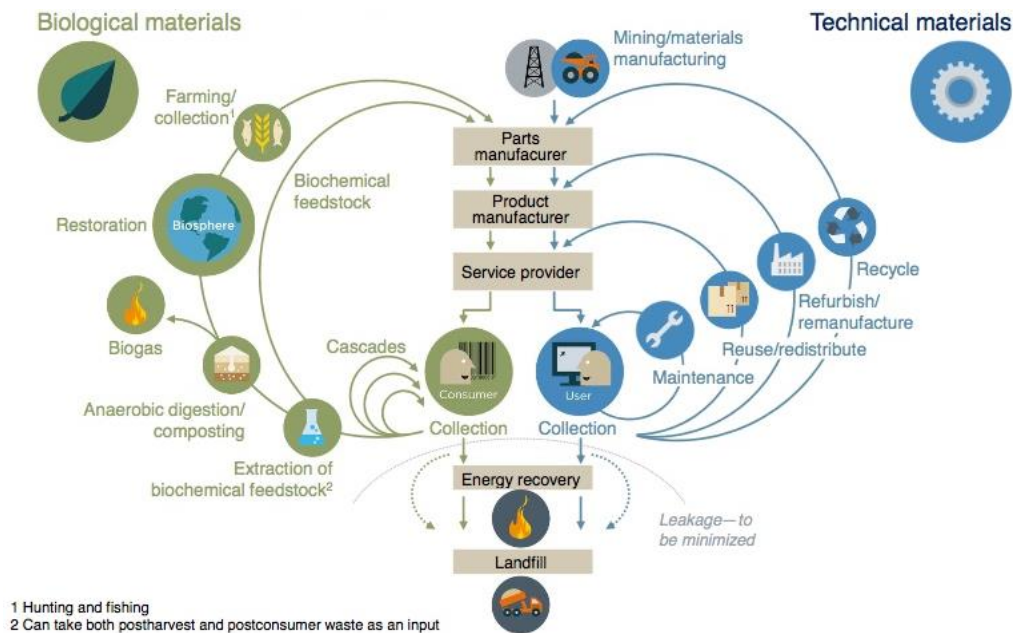 Biological materials
Technical materials
Mining/materials
manufacturing
Farming/
collection1
Parts
manufacurer
Biochemical
feedstock
Product
manufacturer
Restoration
Biosphere
Service provider
Recycle
Refurbish/
remanufacture
Biogas
Cascades
Reuse/redistribute
Maintenance
Consumer
User
Anaerobic digestion/
composting
Collection
Collection
Extraction of
biochemical feedstock2
Energy recovery
Leakage—to
be minimized
Landfill
1 Hunting and fishing
2 Can take both postharvest and postconsumer waste as an input